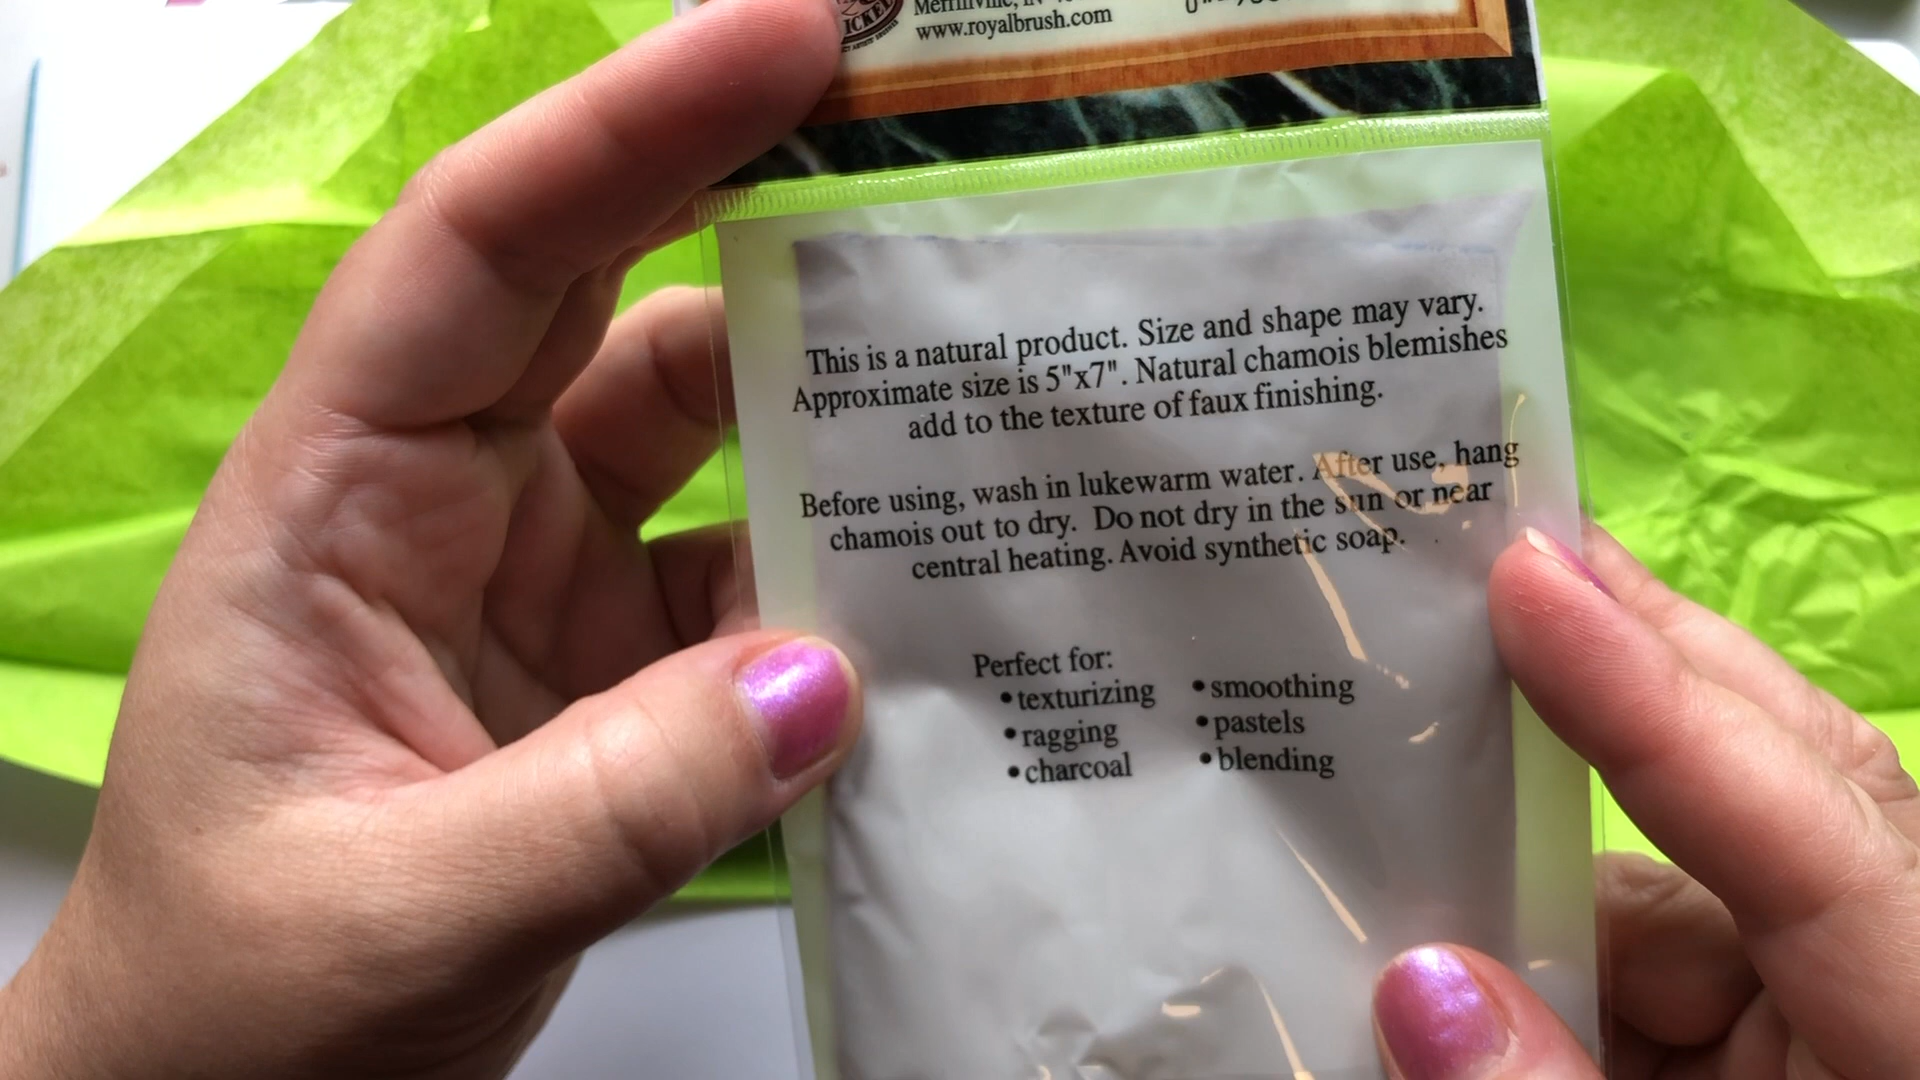 ICKEL
Merrillville, IN
www.royalbrush.com
This is a natural product. Size and shape may vary.
Approximate size is 5"x7". Natural chamois blemishes
add to the texture of faux finishing.
Before using, wash in lukewarm water. After use, hang
chamois out to dry. Do not dry in the sun or near
central heating. Avoid synthetic soap.
Perfect for:
• texturizing • smoothing
• ragging • pastels
• charcoal • blending